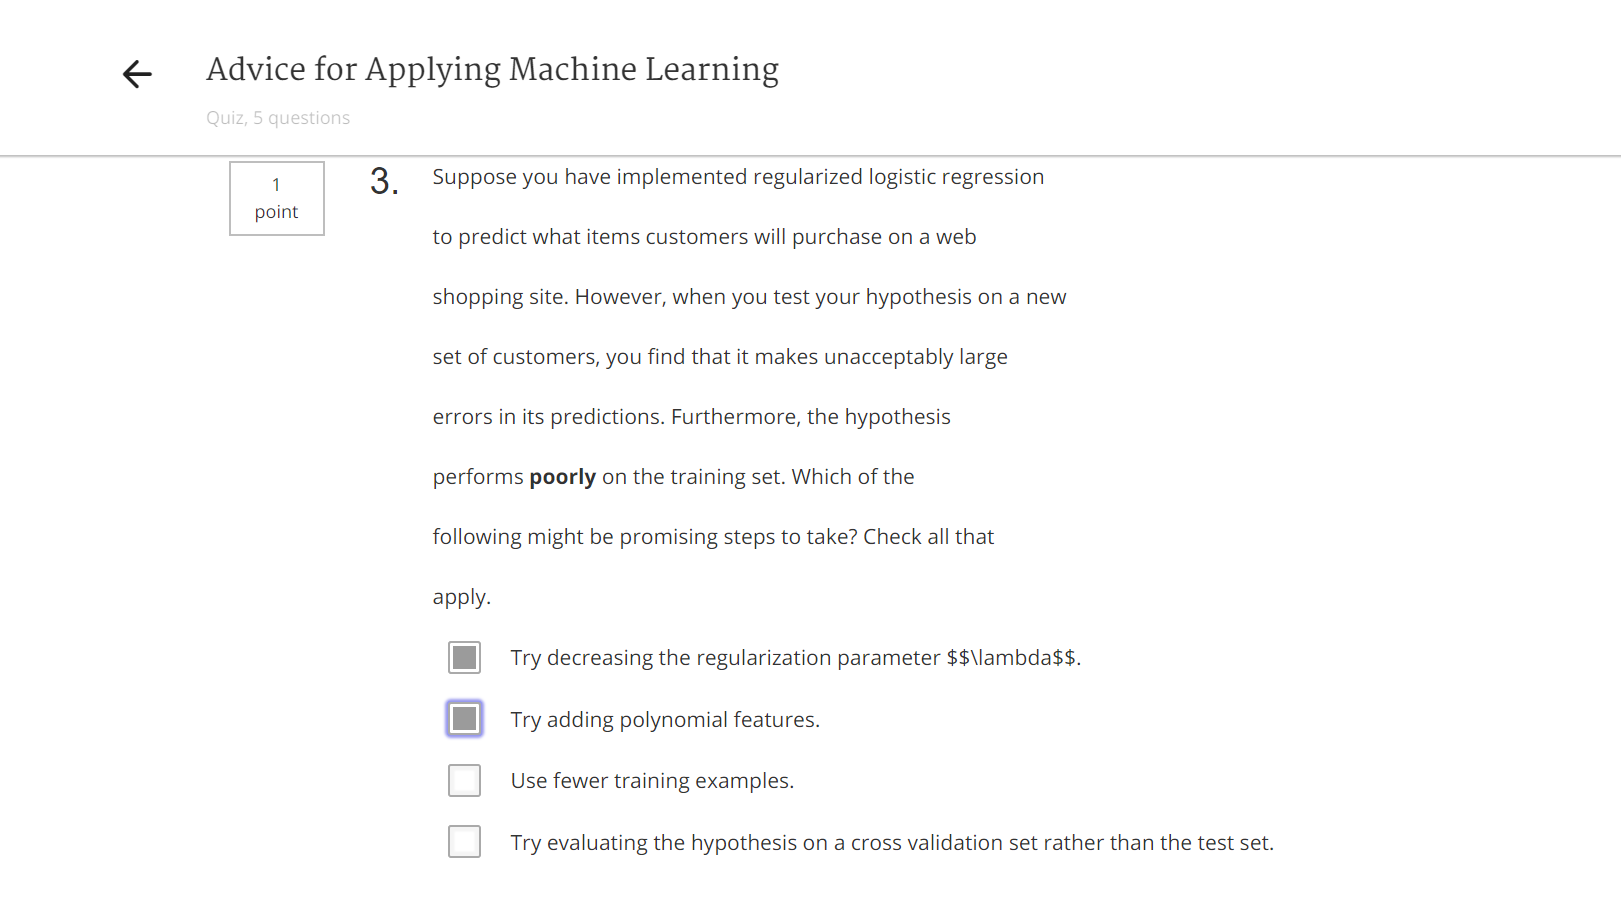 Advice for Applying Machine Learning
Quiz, 5 questions
1
point
3.
Suppose you have implemented regularized logistic regression
to predict what items customers will purchase on a web
shopping site. However, when you test your hypothesis on a new
set of customers, you find that it makes unacceptably large
errors in its predictions. Furthermore, the hypothesis
performs poorly on the training set. Which of the
following might be promising steps to take? Check all that
apply.
Try decreasing the regularization parameter $$\lambda$$.
Try adding polynomial features.
Use fewer training examples.
Try evaluating the hypothesis on a cross validation set rather than the test set.